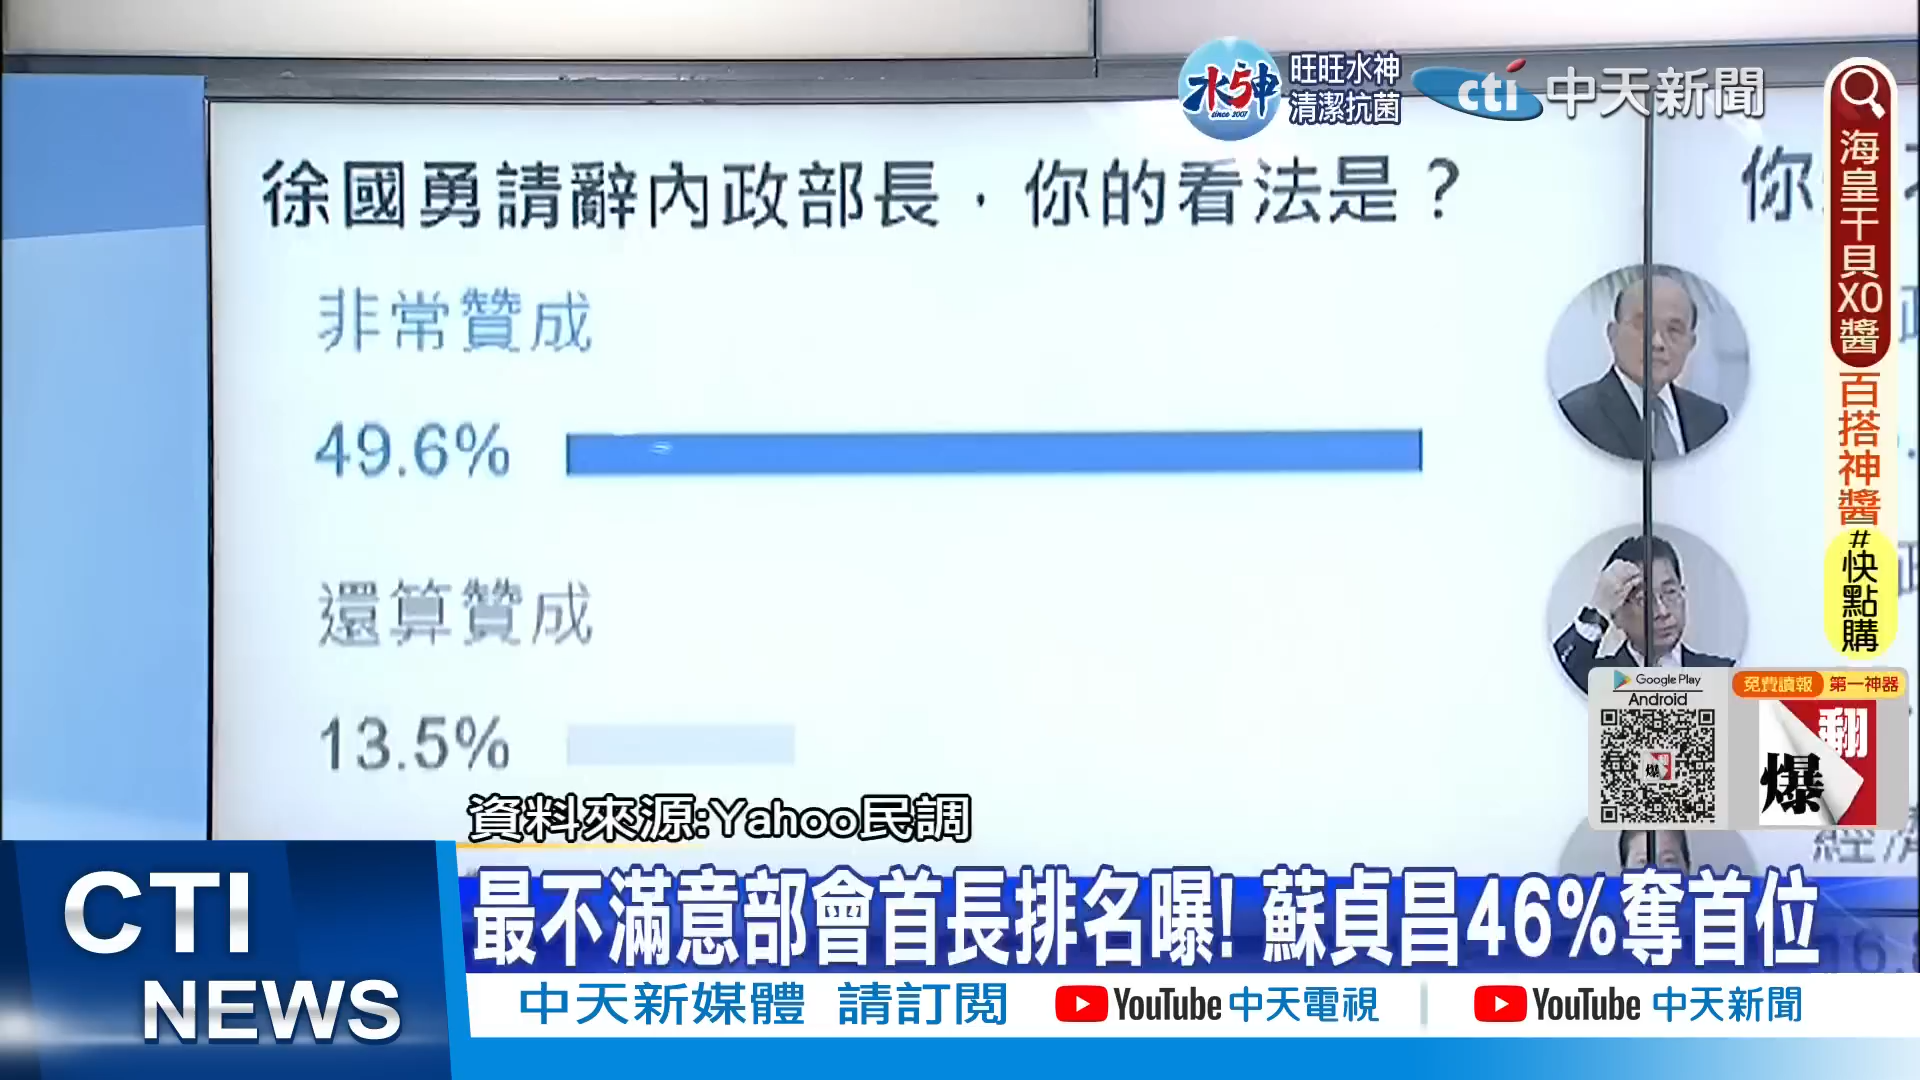 水神
since 2007
旺旺水神
清潔抗菌
cti 中天新聞
徐國勇請辭內政部長，你的看法是？
你
非常贊成
49.6%
還算贊成
13.5%
海皇干貝XO醬
百搭神醬
#快點購
Google Play
Android
免費讀報 第一神器
翻爆
資料來源:Yahoo民調
最不滿意部會首長排名曝! 蘇貞昌46%奪首位
CTI
NEWS
中天新媒體 請訂閱 YouTube 中天電視 | YouTube 中天新聞